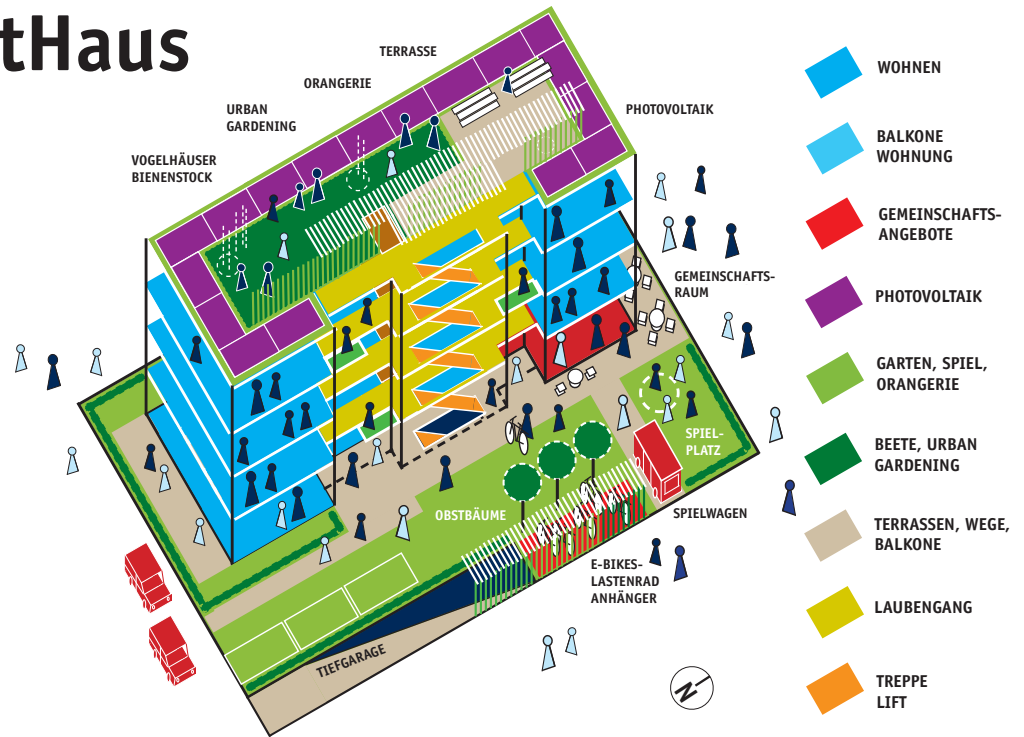 tHaus
TERRASSE
ORANGERIE
URBAN
GARDENING
VOGELHÄUSER
BIENENSTOCK
PHOTOVOLTAIK
GEMEINSCHAFTS-
RAUM
SPIEL-
PLATZ
SPIELWAGEN
OBSTBÄUME
E-BIKES-
LASTENRAD
ANHÄNGER
TIEFGARAGE
N
WOHNEN
BALKONE
WOHNUNG
GEMEINSCHAFTS-
ANGEBOTE
PHOTOVOLTAIK
GARTEN, SPIEL,
ORANGERIE
BEETE, URBAN
GARDENING
TERRASSEN, WEGE,
BALKONE
LAUBENGANG
TREPPE
LIFT